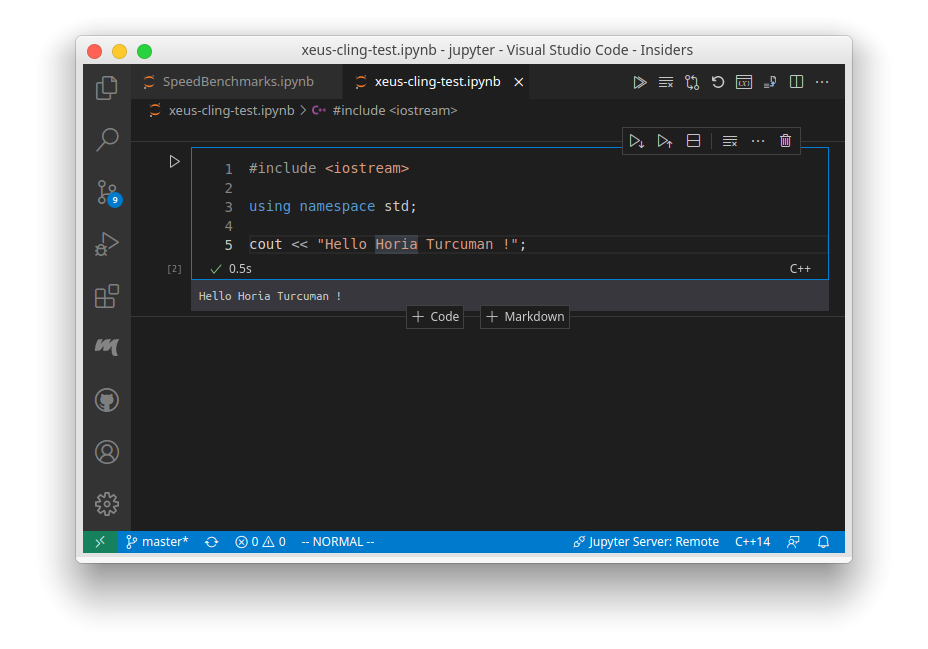 xeus-cling-test.ipynb - jupyter - Visual Studio Code - Insiders
SpeedBenchmarks.ipynb xeus-cling-test.ipynb
xeus-cling-test.ipynb > C++ #include <iostream>
1 #include <iostream>
2
3 using namespace std;
4
5 cout << "Hello Horia Turcuman !";
[2] 0.5s C++
Hello Horia Turcuman !
+ Code + Markdown
9
master* 0 0 -- NORMAL -- Jupyter Server: Remote C++14